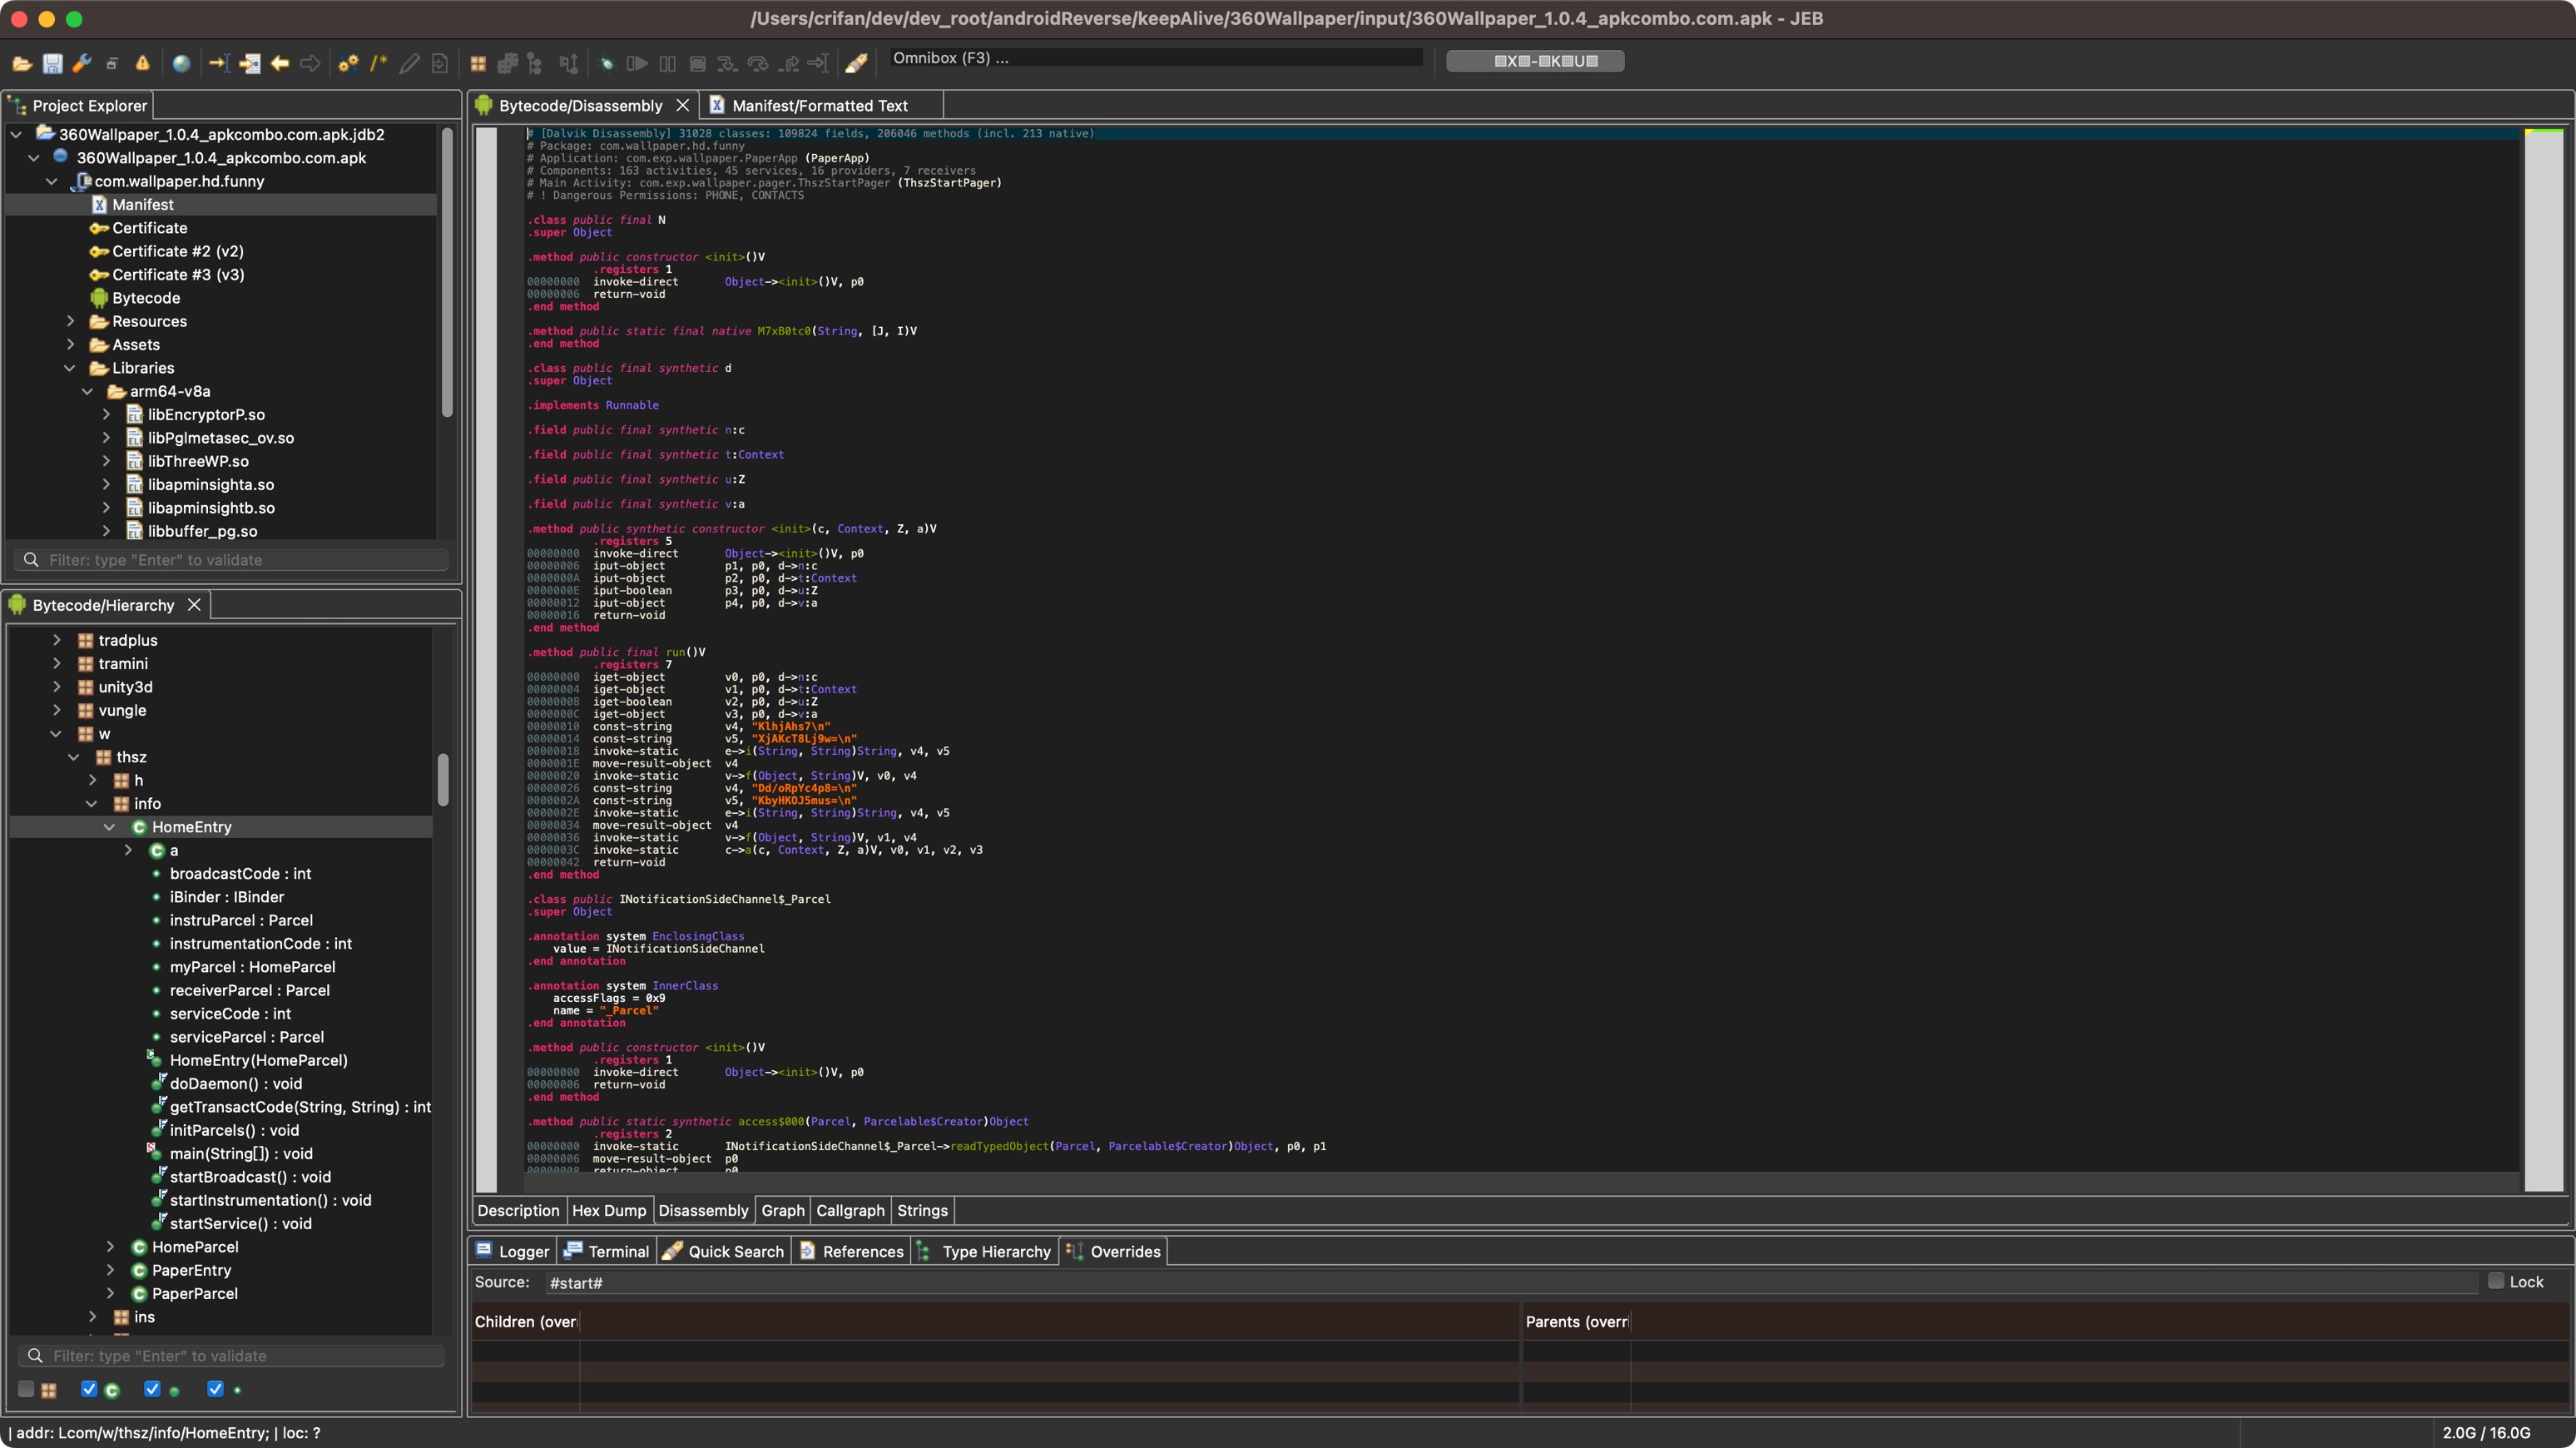 /Users/crifan/dev/dev_root/androidReverse/keepAlive/360Wallpaper/input/360Wallpaper_1.0.4_apkcombo.com.apk - JEB
Omnibox (F3) ...
Project Explorer
360Wallpaper_1.0.4_apkcombo.com.apk.jdb2
360Wallpaper_1.0.4_apkcombo.com.apk
com.wallpaper.hd.funny
Manifest
Certificate
Certificate #2 (v2)
Certificate #3 (v3)
Bytecode
Resources
Assets
Libraries
arm64-v8a
libEncryptorP.so
libPglmetasec_ov.so
libThreeWP.so
libapminsighta.so
libapminsightb.so
libbuffer_pg.so
Filter: type "Enter" to validate
Bytecode/Hierarchy
tradplus
tramini
unity3d
vungle
w
thsz
h
info
HomeEntry
a
broadcastCode : int
iBinder : IBinder
instruParcel : Parcel
instrumentationCode : int
myParcel : HomeParcel
receiverParcel : Parcel
serviceCode : int
serviceParcel : Parcel
HomeEntry(HomeParcel)
doDaemon() : void
getTransactCode(String, String) : int
initParcels() : void
main(String[]) : void
startBroadcast() : void
startInstrumentation() : void
startService() : void
HomeParcel
PaperEntry
PaperParcel
ins
Filter: type "Enter" to validate
Bytecode/Disassembly Manifest/Formatted Text
# [Dalvik Disassembly] 31028 classes: 109824 fields, 206046 methods (incl. 213 native)
# Package: com.wallpaper.hd.funny
# Application: com.exp.wallpaper.PaperApp (PaperApp)
# Components: 163 activities, 45 services, 16 providers, 7 receivers
# Main Activity: com.exp.wallpaper.pager.ThszStartPager (ThszStartPager)
# ! Dangerous Permissions: PHONE, CONTACTS
.class public final N
.super Object
.method public constructor <init>()V
.registers 1
00000000 invoke-direct Object-><init>()V, p0
00000006 return-void
.end method
.method public static final native M7xB0tc0(String, [J, I)V
.end method
.class public final synthetic d
.super Object
.implements Runnable
.field public final synthetic n:c
.field public final synthetic t:Context
.field public final synthetic u:Z
.field public final synthetic v:a
.method public synthetic constructor <init>(c, Context, Z, a)V
.registers 5
00000000 invoke-direct Object-><init>()V, p0
00000006 iput-object p1, p0, d->n:c
0000000A iput-object p2, p0, d->t:Context
0000000E iput-boolean p3, p0, d->u:Z
00000012 iput-object p4, p0, d->v:a
00000016 return-void
.end method
.method public final run()V
.registers 7
00000000 iget-object v0, p0, d->n:c
00000004 iget-object v1, p0, d->t:Context
00000008 iget-boolean v2, p0, d->u:Z
0000000C iget-object v3, p0, d->v:a
00000010 const-string v4, "KlhjAhs7\n"
00000014 const-string v5, "XjAKcT8Lj9w=\n"
00000018 invoke-static e->i(String, String)String, v4, v5
0000001E move-result-object v4
00000020 invoke-static v->f(Object, String)V, v0, v4
00000026 const-string v4, "Dd/oRpYc4p8=\n"
0000002A const-string v5, "KbyHKOJ5mus=\n"
0000002E invoke-static e->i(String, String)String, v4, v5
00000034 move-result-object v4
00000036 invoke-static v->f(Object, String)V, v1, v4
0000003C invoke-static c->a(c, Context, Z, a)V, v0, v1, v2, v3
00000042 return-void
.end method
.class public INotificationSideChannel$_Parcel
.super Object
.annotation system EnclosingClass
value = INotificationSideChannel
.end annotation
.annotation system InnerClass
accessFlags = 0x9
name = "_Parcel"
.end annotation
.method public constructor <init>()V
.registers 1
00000000 invoke-direct Object-><init>()V, p0
00000006 return-void
.end method
.method public static synthetic access$000(Parcel, Parcelable$Creator)Object
.registers 2
00000000 invoke-static INotificationSideChannel$_Parcel->readTypedObject(Parcel, Parcelable$Creator)Object, p0, p1
00000006 move-result-object p0
00000008 return-object p0
Description Hex Dump Disassembly Graph Callgraph Strings
Logger Terminal Quick Search References Type Hierarchy Overrides
Source: #start# Lock
Children (over Parents (overr
| addr: Lcom/w/thsz/info/HomeEntry; | loc: ? 2.0G / 16.0G